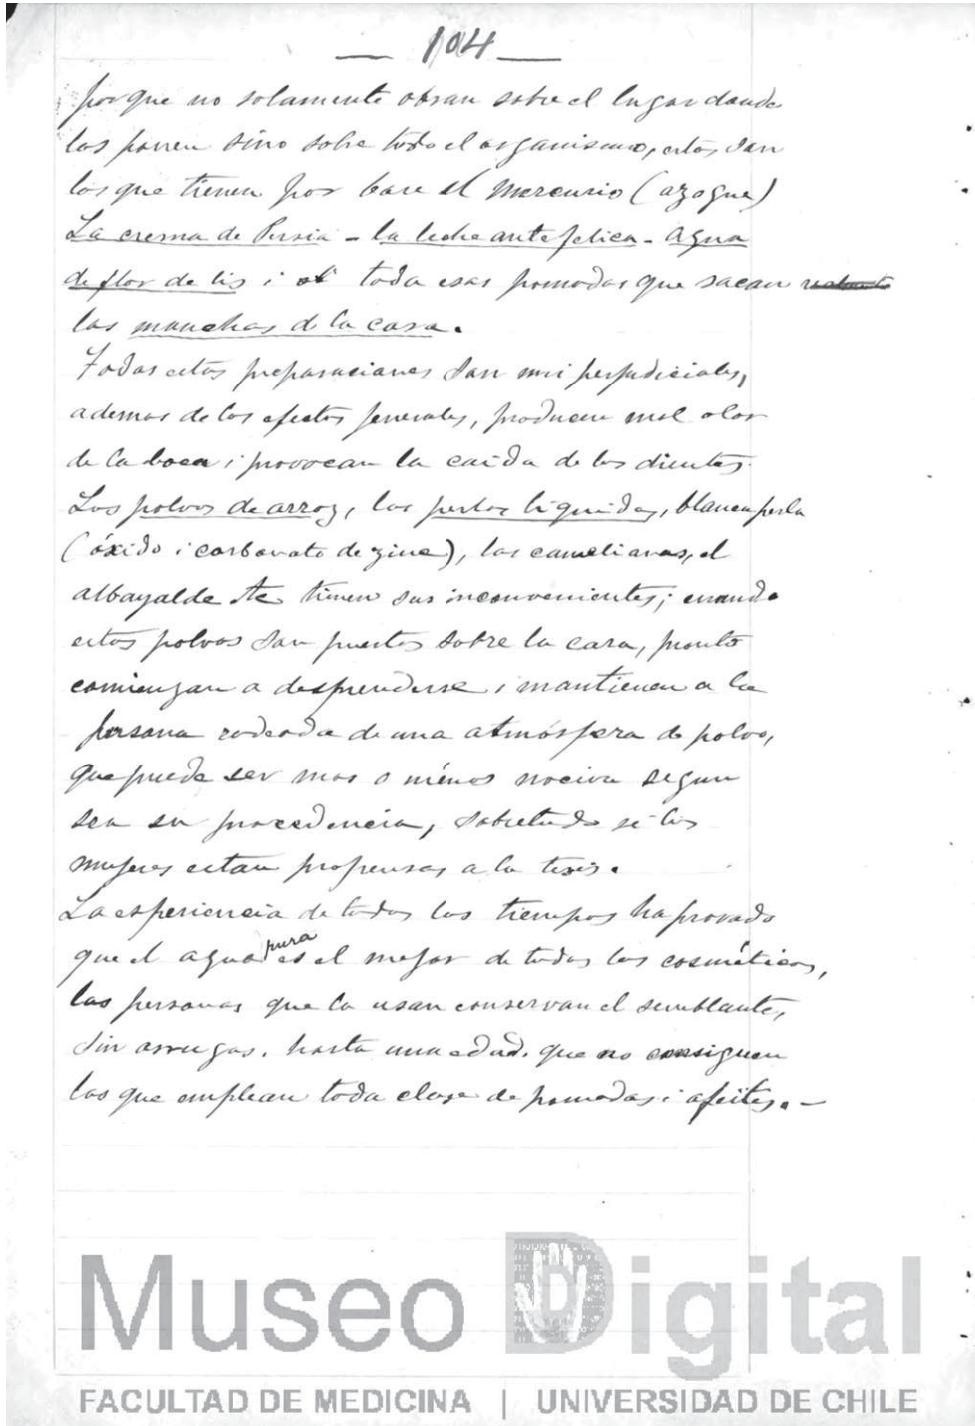 — 104 —
porque no solamente obran sobre el lugar donde
los ponen sino sobre todo el organismo, estos son
los que tienen por base el Mercurio (azogue)
La crema de Persia - la leche antefelica - Agua
de flor de lis i toda esas pomadas que sacan
las manchas de la cara.
Todas estas preparaciones son mui perjudiciales,
ademas de los efectos jenerales, producen mal olor
de la boca i provocan la caida de los dientes.
Los polvos de arroz, las perlas líquidas, blanco perla
(óxido i carbonato de zinc), las camelianas, el
albayalde tienen sus inconvenientes; cuando
estos polvos son puestos sobre la cara, pronto
comienzan a desprenderse i mantienen a la
persona rodeada de una atmósfera de polvo,
que puede ser mas o ménos nociva segun
sea su procedencia, sobretodo si las
mujeres estan propensas a la tisis.
La esperiencia de todos los tiempos ha provado
que el agua pura es el mejor de todos los cosméticos,
las personas que la usan conservan el semblante,
sin arrugas. hasta una edad. que no consiguen
los que emplean toda clase de pomadas i afeites. —
Museo Digital
FACULTAD DE MEDICINA | UNIVERSIDAD DE CHILE